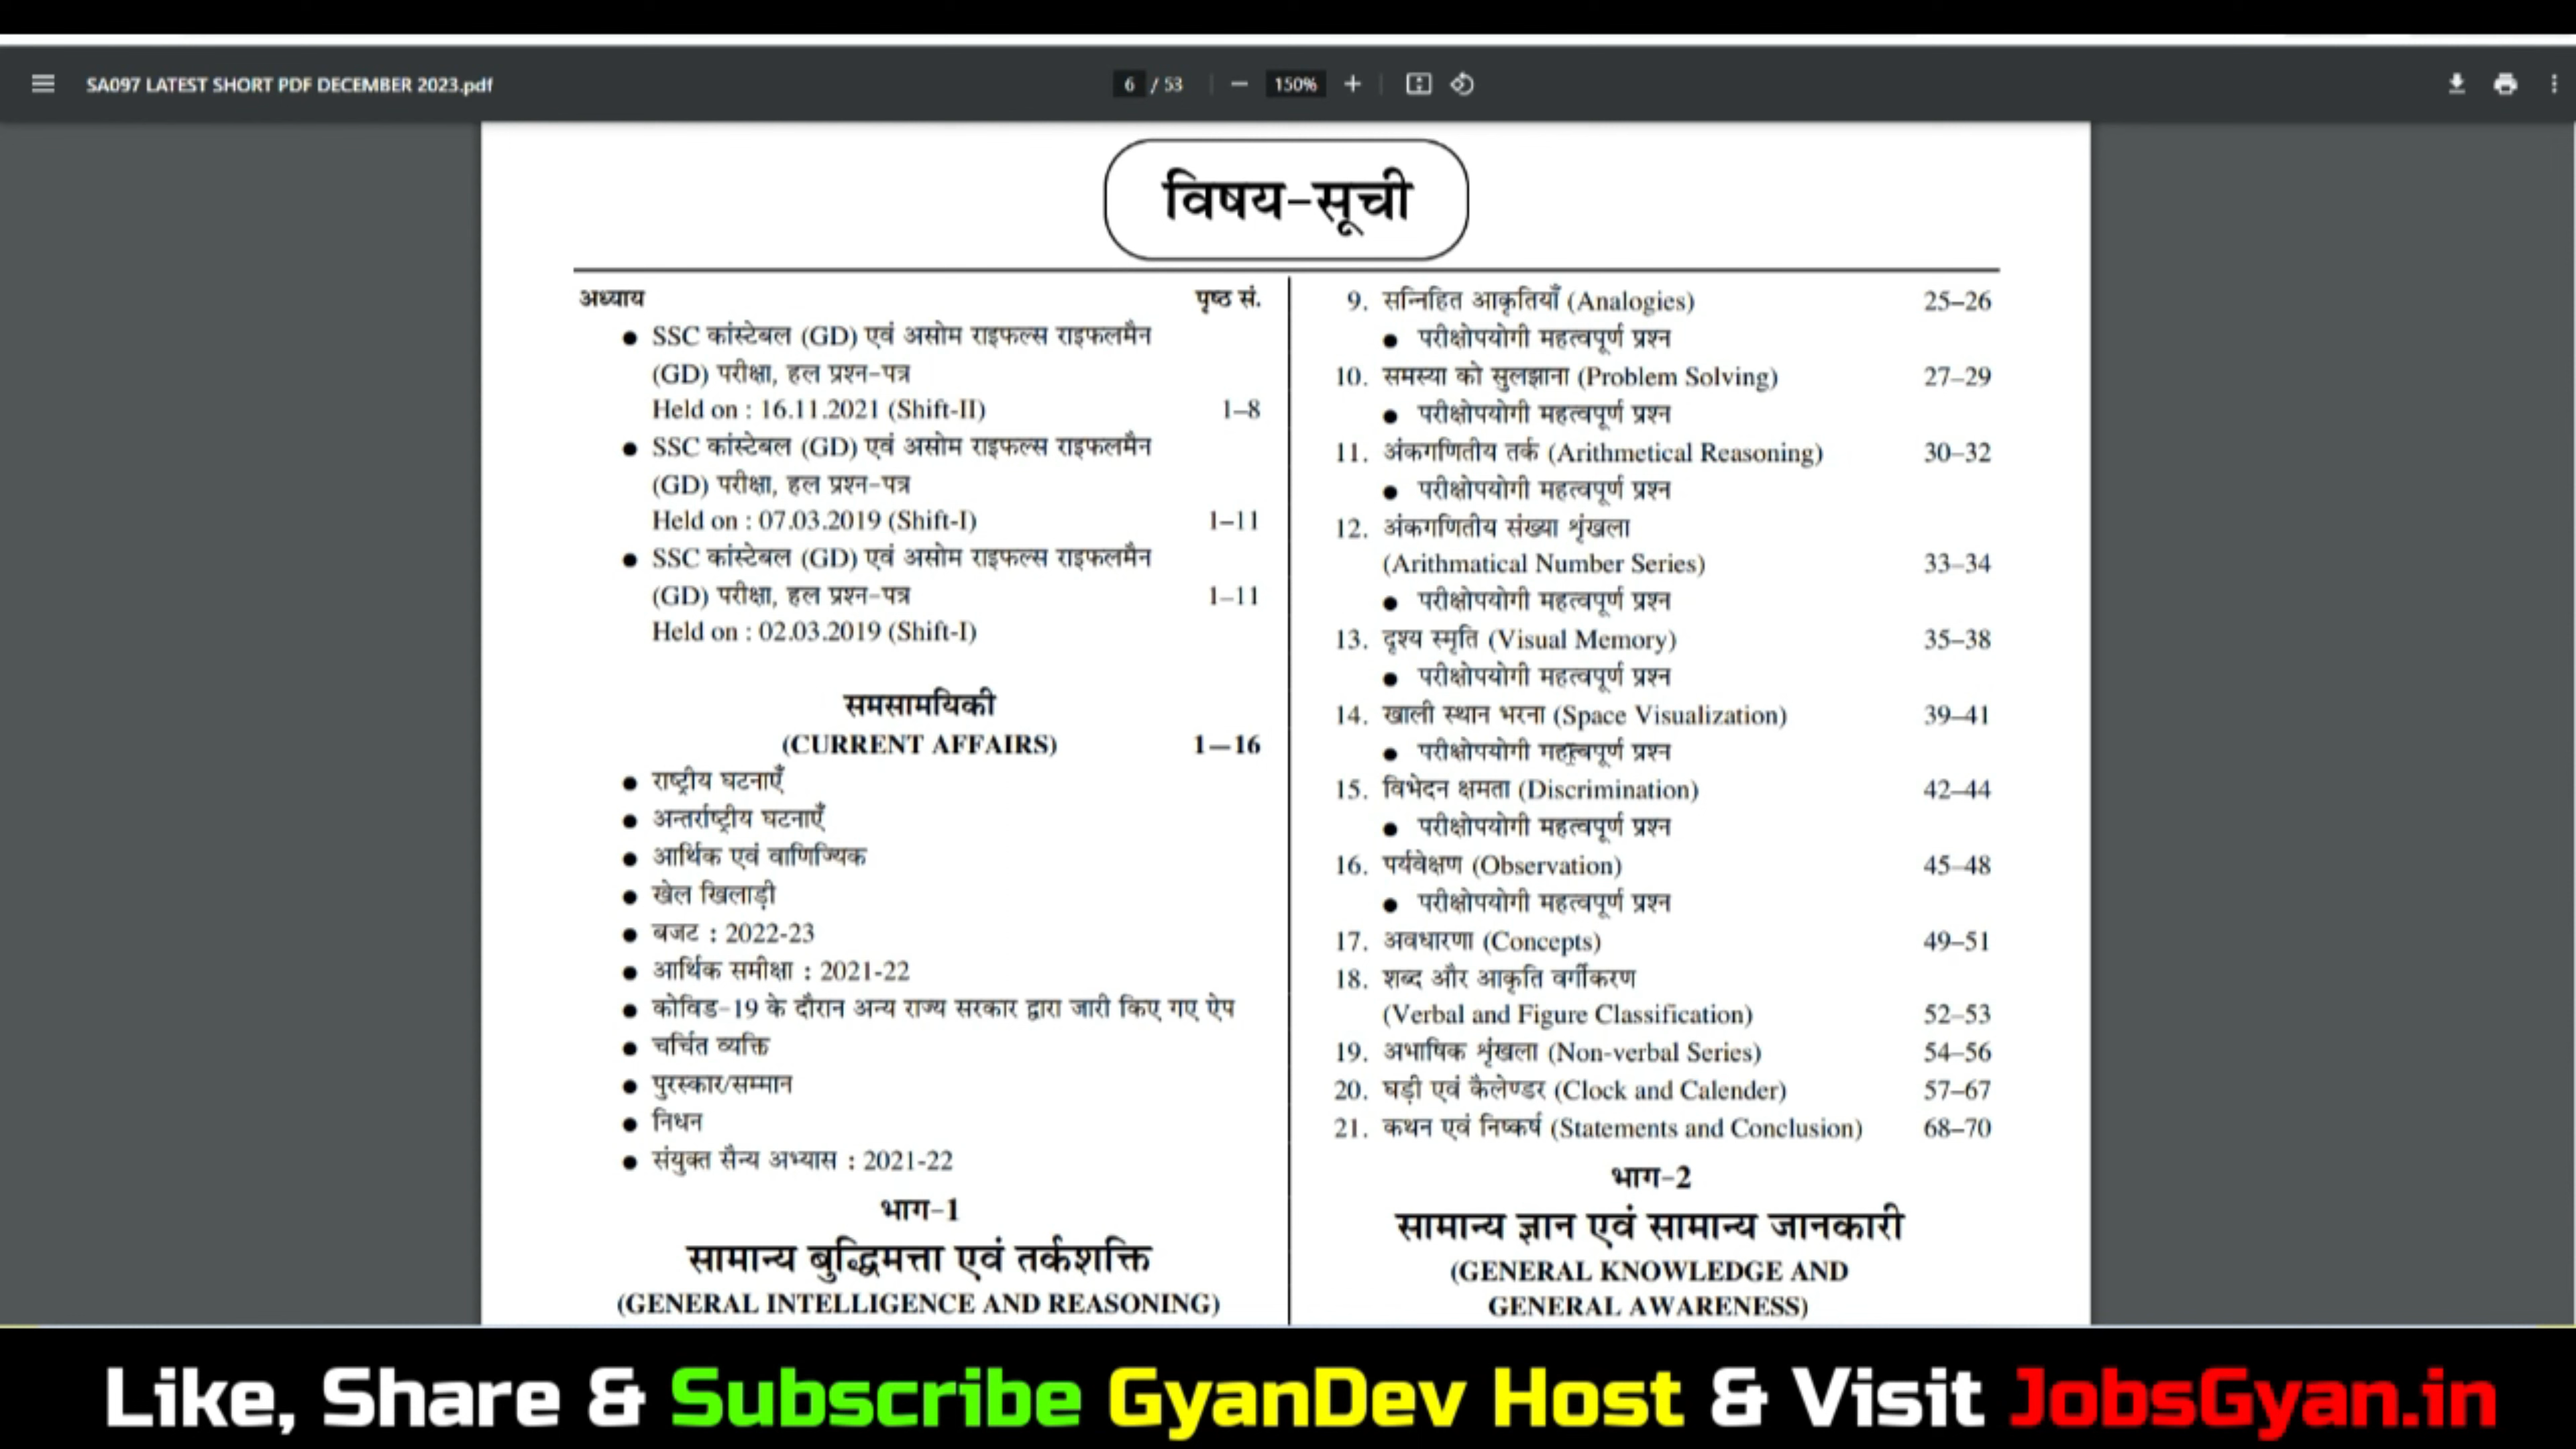 SA097 LATEST SHORT PDF DECEMBER 2023.pdf
6 / 53
150%
विषय-सूची
अध्याय पृष्ठ सं.
● SSC कांस्टेबल (GD) एवं असोम राइफल्स राइफलमैन
(GD) परीक्षा, हल प्रश्न-पत्र
Held on : 16.11.2021 (Shift-II) 1–8
● SSC कांस्टेबल (GD) एवं असोम राइफल्स राइफलमैन
(GD) परीक्षा, हल प्रश्न-पत्र
Held on : 07.03.2019 (Shift-I) 1–11
● SSC कांस्टेबल (GD) एवं असोम राइफल्स राइफलमैन
(GD) परीक्षा, हल प्रश्न-पत्र 1–11
Held on : 02.03.2019 (Shift-I)
समसामयिकी
(CURRENT AFFAIRS) 1—16
● राष्ट्रीय घटनाएँ
● अन्तर्राष्ट्रीय घटनाएँ
● आर्थिक एवं वाणिज्यिक
● खेल खिलाड़ी
● बजट : 2022-23
● आर्थिक समीक्षा : 2021-22
● कोविड-19 के दौरान अन्य राज्य सरकार द्वारा जारी किए गए ऐप
● चर्चित व्यक्ति
● पुरस्कार/सम्मान
● निधन
● संयुक्त सैन्य अभ्यास : 2021-22
भाग-1
सामान्य बुद्धिमत्ता एवं तर्कशक्ति
(GENERAL INTELLIGENCE AND REASONING)
9. सन्निहित आकृतियाँ (Analogies) 25–26
● परीक्षोपयोगी महत्वपूर्ण प्रश्न
10. समस्या को सुलझाना (Problem Solving) 27–29
● परीक्षोपयोगी महत्वपूर्ण प्रश्न
11. अंकगणितीय तर्क (Arithmetical Reasoning) 30–32
● परीक्षोपयोगी महत्वपूर्ण प्रश्न
12. अंकगणितीय संख्या शृंखला
(Arithmatical Number Series) 33–34
● परीक्षोपयोगी महत्वपूर्ण प्रश्न
13. दृश्य स्मृति (Visual Memory) 35–38
● परीक्षोपयोगी महत्वपूर्ण प्रश्न
14. खाली स्थान भरना (Space Visualization) 39–41
● परीक्षोपयोगी महत्वपूर्ण प्रश्न
15. विभेदन क्षमता (Discrimination) 42–44
● परीक्षोपयोगी महत्वपूर्ण प्रश्न
16. पर्यवेक्षण (Observation) 45–48
● परीक्षोपयोगी महत्वपूर्ण प्रश्न
17. अवधारणा (Concepts) 49–51
18. शब्द और आकृति वर्गीकरण
(Verbal and Figure Classification) 52–53
19. अभाषिक शृंखला (Non-verbal Series) 54–56
20. घड़ी एवं कैलेण्डर (Clock and Calender) 57–67
21. कथन एवं निष्कर्ष (Statements and Conclusion) 68–70
भाग-2
सामान्य ज्ञान एवं सामान्य जानकारी
(GENERAL KNOWLEDGE AND
GENERAL AWARENESS)
Like, Share & Subscribe GyanDev Host & Visit JobsGyan.in